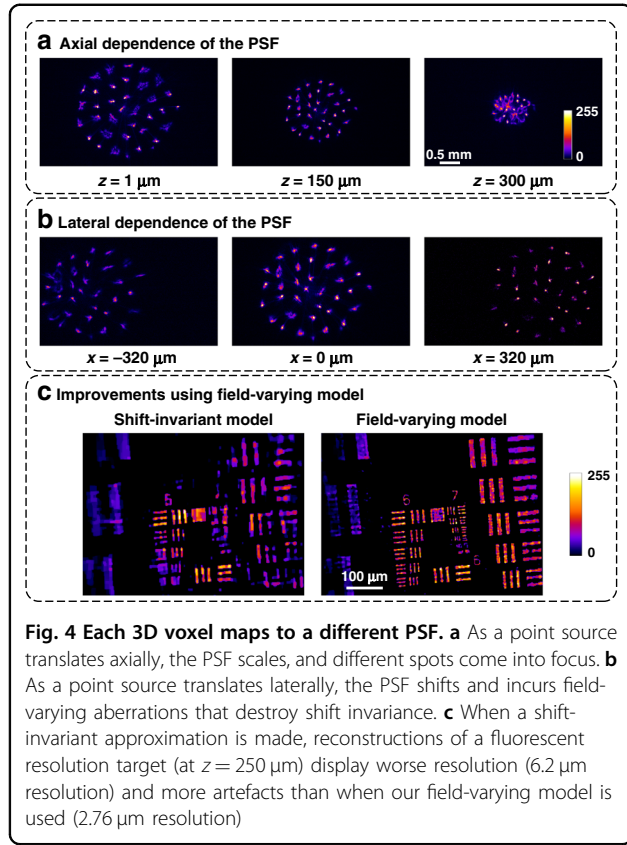 a Axial dependence of the PSF
255
0
0.5 mm
z = 1 µm
z = 150 µm
z = 300 µm
b Lateral dependence of the PSF
x = –320 µm
x = 0 µm
x = 320 µm
c Improvements using field-varying model
Shift-invariant model
Field-varying model
5
6
7
6
255
0
100 µm
Fig. 4 Each 3D voxel maps to a different PSF. a As a point source
translates axially, the PSF scales, and different spots come into focus. b
As a point source translates laterally, the PSF shifts and incurs field-
varying aberrations that destroy shift invariance. c When a shift-
invariant approximation is made, reconstructions of a fluorescent
resolution target (at z = 250 µm) display worse resolution (6.2 µm
resolution) and more artefacts than when our field-varying model is
used (2.76 µm resolution)